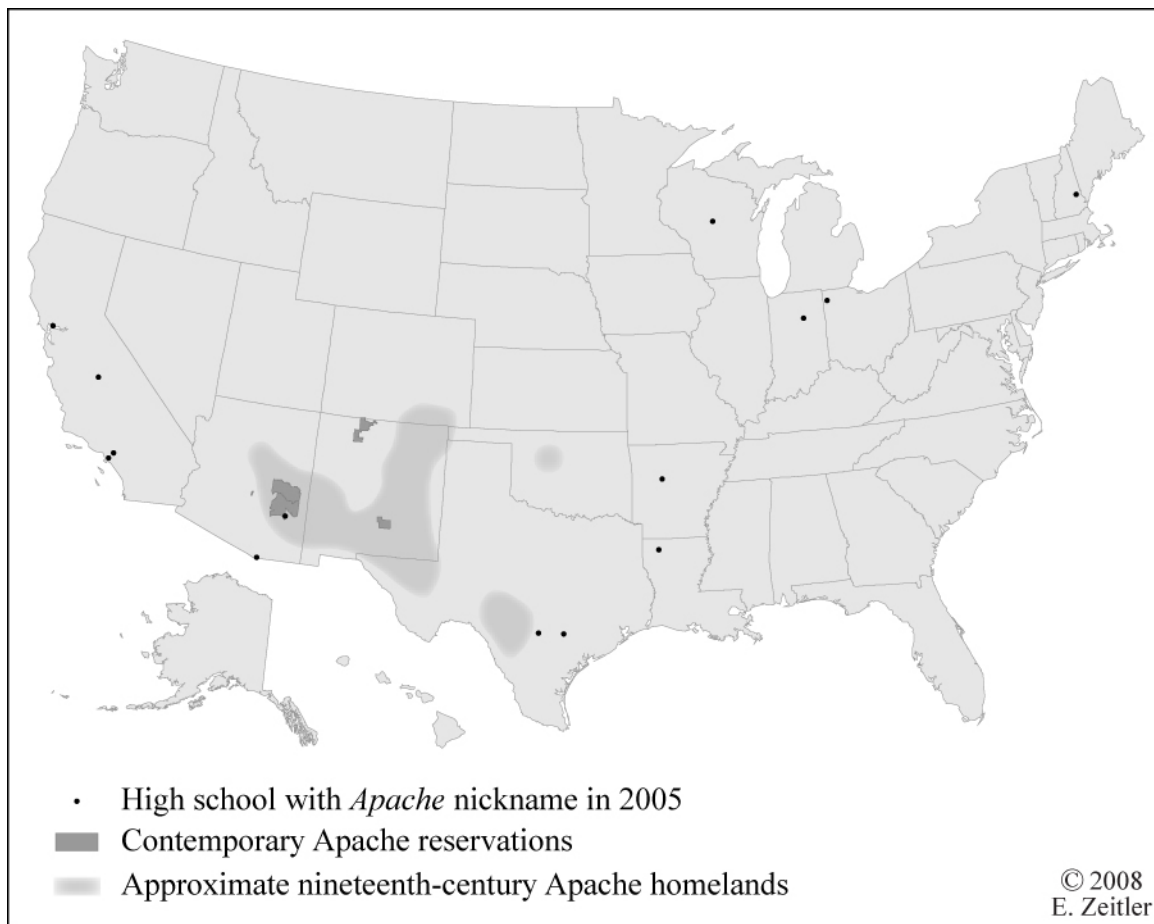 High school with Apache nickname in 2005
Contemporary Apache reservations
Approximate nineteenth-century Apache homelands
© 2008
E. Zeitler